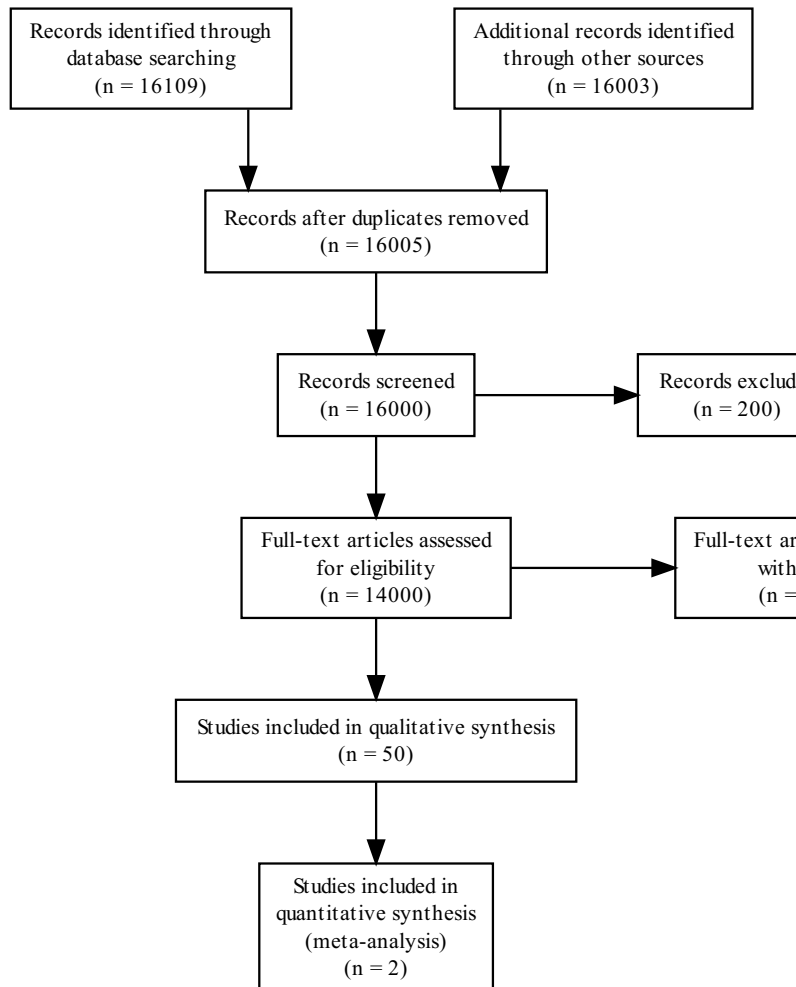 Records identified through
database searching
(n = 16109)
Additional records identified
through other sources
(n = 16003)
Records after duplicates removed
(n = 16005)
Records screened
(n = 16000)
Records exclud
(n = 200)
Full-text articles assessed
for eligibility
(n = 14000)
Full-text ar
with
(n =
Studies included in qualitative synthesis
(n = 50)
Studies included in
quantitative synthesis
(meta-analysis)
(n = 2)